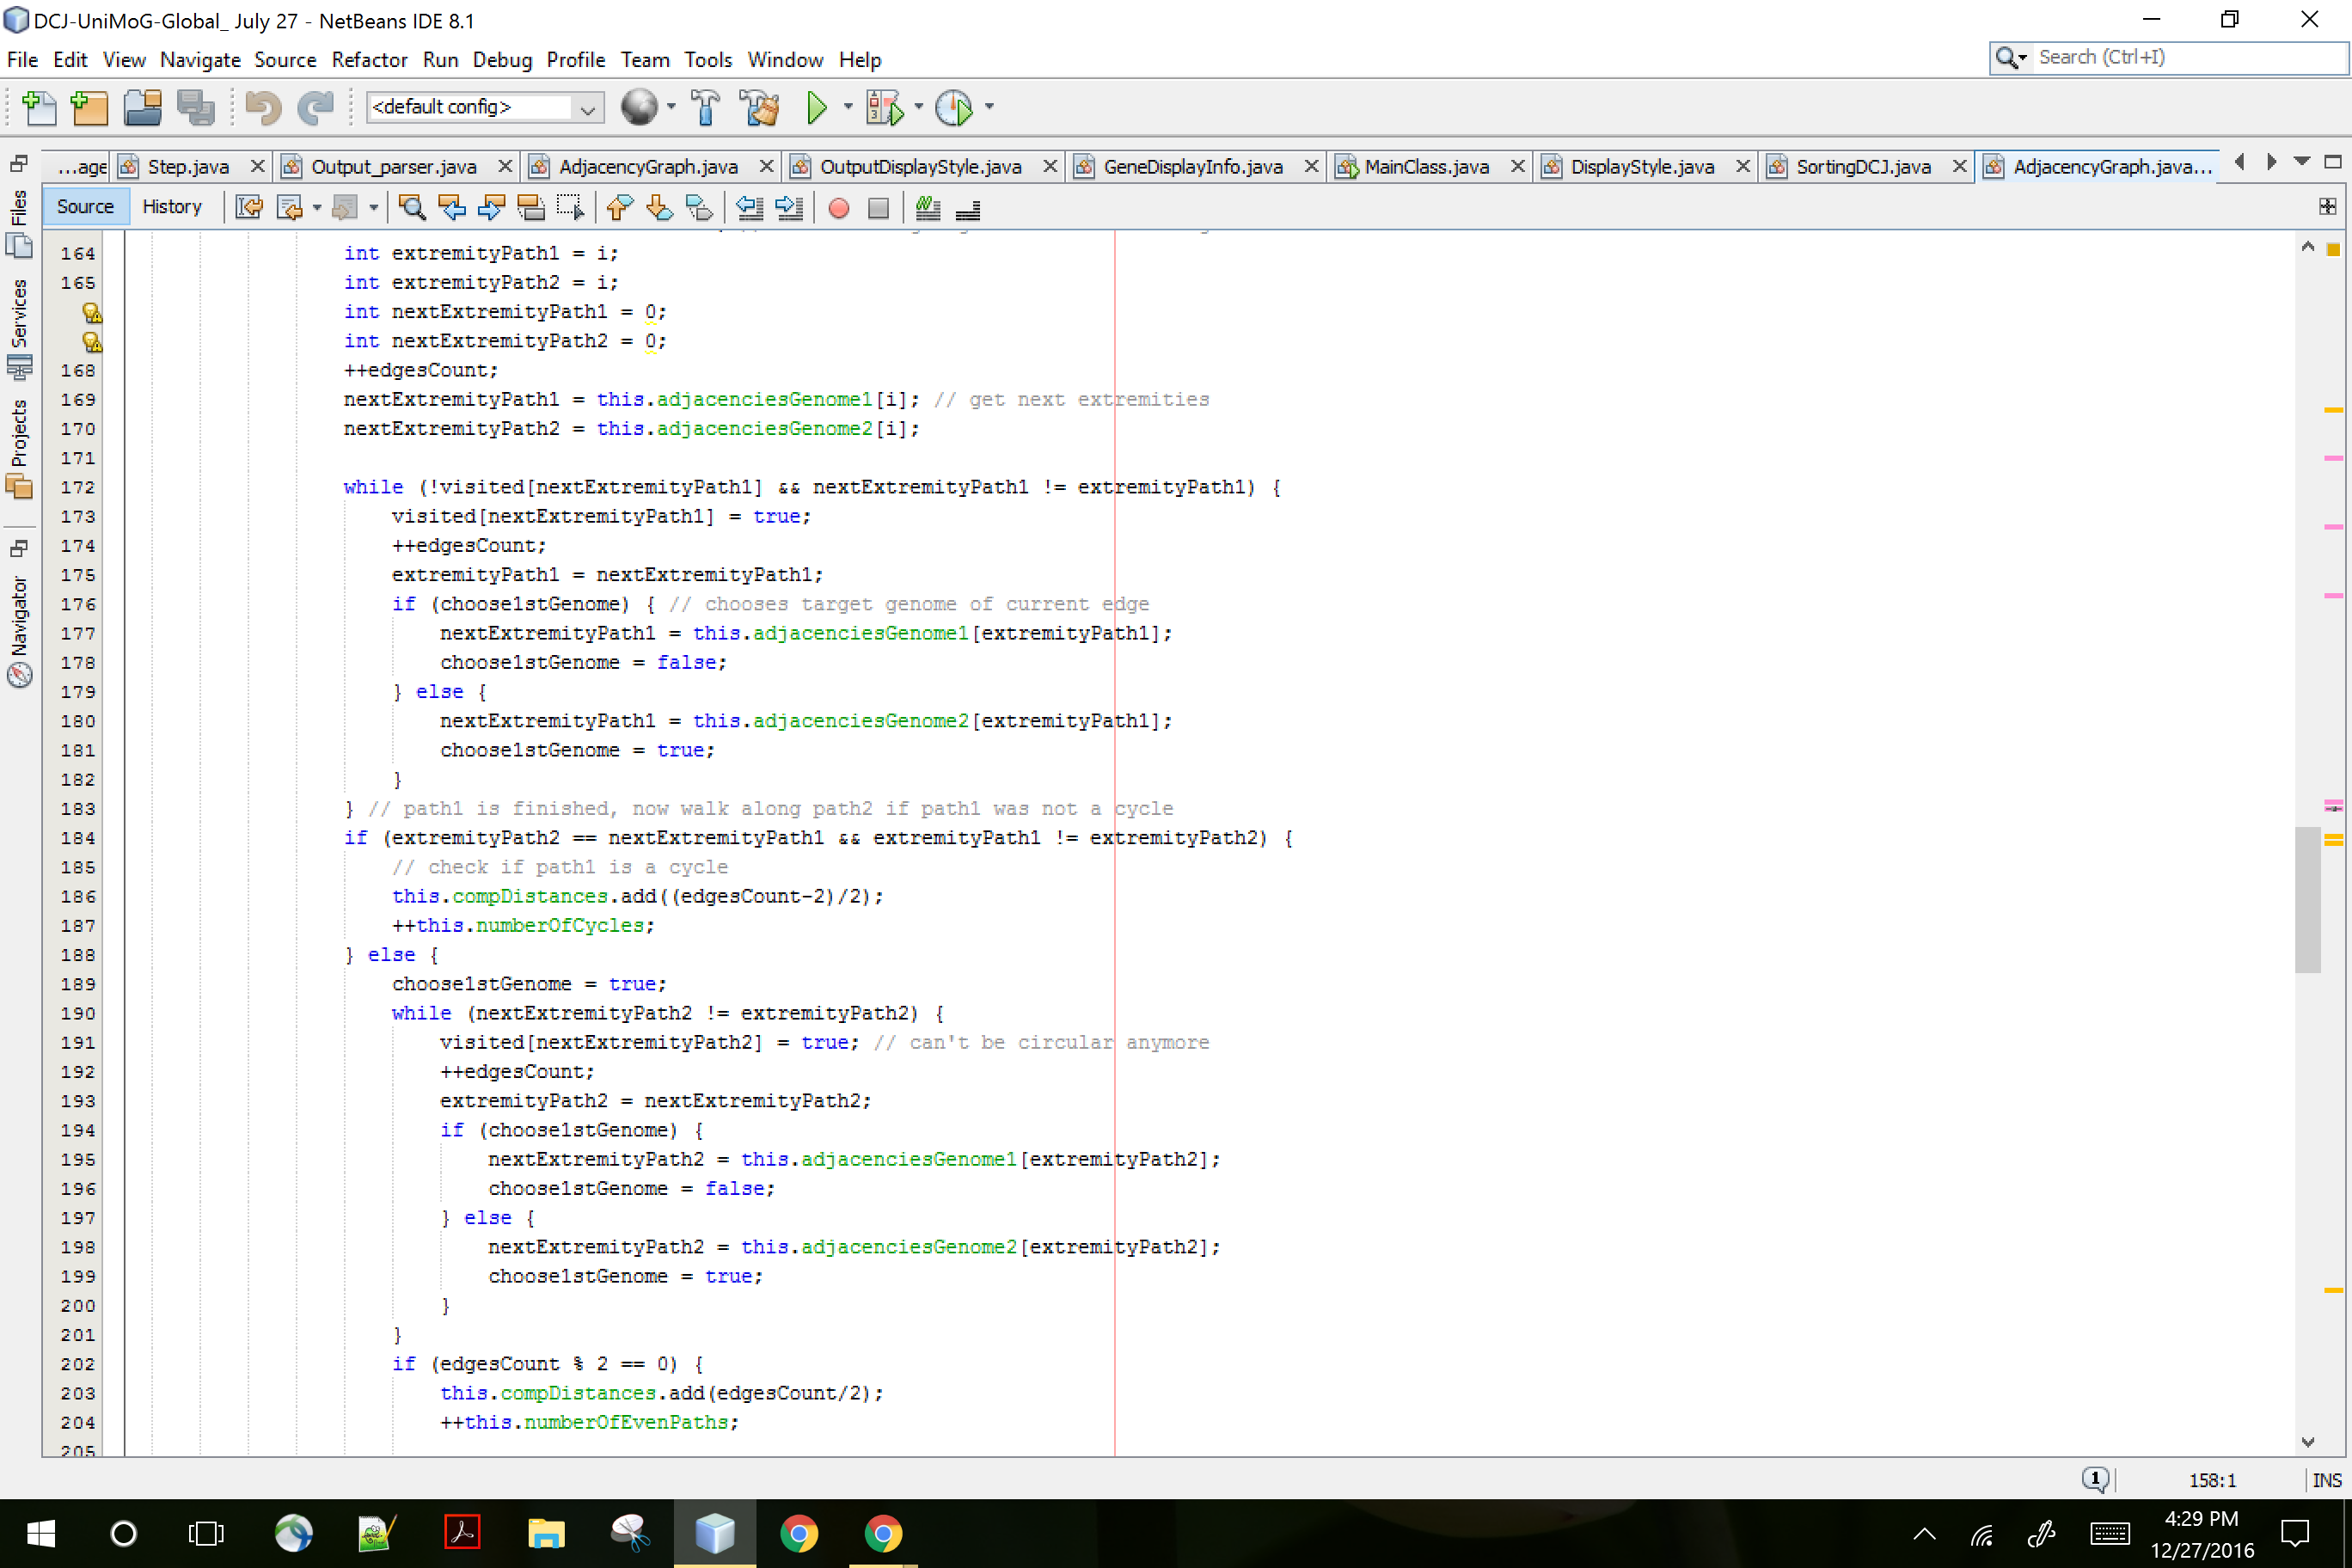 DCJ-UniMoG-Global_ July 27 - NetBeans IDE 8.1
File Edit View Navigate Source Refactor Run Debug Profile Team Tools Window Help
Search (Ctrl+I)
<default config>
...age Step.java Output_parser.java AdjacencyGraph.java OutputDisplayStyle.java GeneDisplayInfo.java MainClass.java DisplayStyle.java SortingDCJ.java AdjacencyGraph.java...
Source History
Files
Services
Projects
Navigator
164 int extremityPath1 = i;
165 int extremityPath2 = i;
int nextExtremityPath1 = 0;
int nextExtremityPath2 = 0;
168 ++edgesCount;
169 nextExtremityPath1 = this.adjacenciesGenome1[i]; // get next extremities
170 nextExtremityPath2 = this.adjacenciesGenome2[i];
171
172 while (!visited[nextExtremityPath1] && nextExtremityPath1 != extremityPath1) {
173 visited[nextExtremityPath1] = true;
174 ++edgesCount;
175 extremityPath1 = nextExtremityPath1;
176 if (choose1stGenome) { // chooses target genome of current edge
177 nextExtremityPath1 = this.adjacenciesGenome1[extremityPath1];
178 choose1stGenome = false;
179 } else {
180 nextExtremityPath1 = this.adjacenciesGenome2[extremityPath1];
181 choose1stGenome = true;
182 }
183 } // path1 is finished, now walk along path2 if path1 was not a cycle
184 if (extremityPath2 == nextExtremityPath1 && extremityPath1 != extremityPath2) {
185 // check if path1 is a cycle
186 this.compDistances.add((edgesCount-2)/2);
187 ++this.numberOfCycles;
188 } else {
189 choose1stGenome = true;
190 while (nextExtremityPath2 != extremityPath2) {
191 visited[nextExtremityPath2] = true; // can't be circular anymore
192 ++edgesCount;
193 extremityPath2 = nextExtremityPath2;
194 if (choose1stGenome) {
195 nextExtremityPath2 = this.adjacenciesGenome1[extremityPath2];
196 choose1stGenome = false;
197 } else {
198 nextExtremityPath2 = this.adjacenciesGenome2[extremityPath2];
199 choose1stGenome = true;
200 }
201 }
202 if (edgesCount % 2 == 0) {
203 this.compDistances.add(edgesCount/2);
204 ++this.numberOfEvenPaths;
205
1 158:1 INS
4:29 PM
12/27/2016